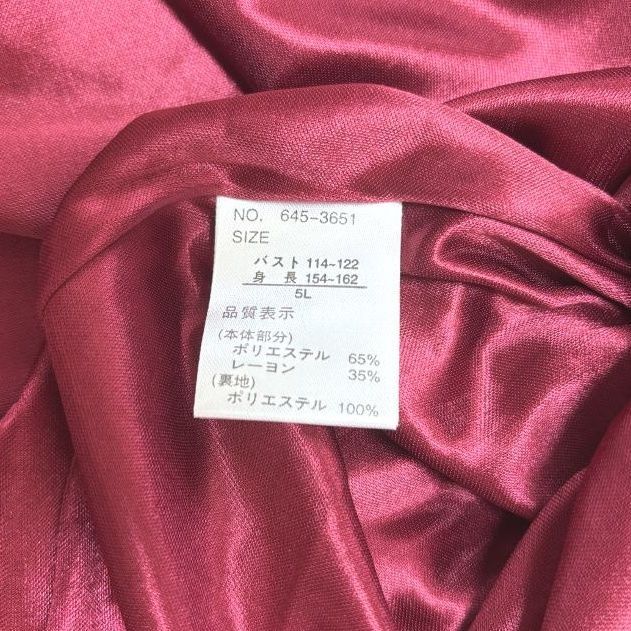 NO. 645-3651
SIZE
バスト 114~122
身 長 154~162
5L
品質表示
(本体部分)
ポリエステル 65%
レーヨン 35%
(裏地)
ポリエステル 100%